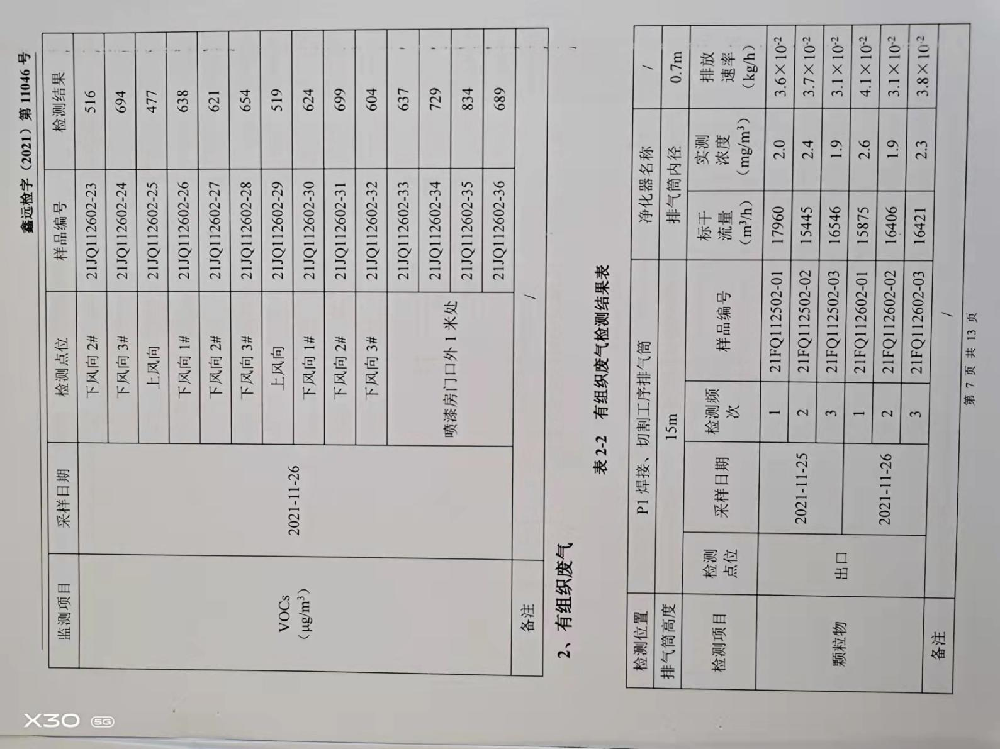 鑫远检字（2021）第 11046 号
监测项目 采样日期 检测点位 样品编号 检测结果
VOCs
（μg/m³）
2021-11-26
下风向 2# 21JQ112602-23 516
下风向 3# 21JQ112602-24 694
上风向 21JQ112602-25 477
下风向 1# 21JQ112602-26 638
下风向 2# 21JQ112602-27 621
下风向 3# 21JQ112602-28 654
上风向 21JQ112602-29 519
下风向 1# 21JQ112602-30 624
下风向 2# 21JQ112602-31 699
下风向 3# 21JQ112602-32 604
喷漆房门口外 1 米处
21JQ112602-33 637
21JQ112602-34 729
21JQ112602-35 834
21JQ112602-36 689
备注 /
2、有组织废气
表 2-2 有组织废气检测结果表
检测位置 P1 焊接、切割工序排气筒 净化器名称 /
排气筒高度 15m 排气筒内径 0.7m
检测项目 检测点位 采样日期 检测频次 样品编号 标干流量（m³/h） 实测浓度（mg/m³） 排放速率（kg/h）
颗粒物 出口
2021-11-25
1 21FQ112502-01 17960 2.0 3.6×10⁻²
2 21FQ112502-02 15445 2.4 3.7×10⁻²
3 21FQ112502-03 16546 1.9 3.1×10⁻²
2021-11-26
1 21FQ112602-01 15875 2.6 4.1×10⁻²
2 21FQ112602-02 16406 1.9 3.1×10⁻²
3 21FQ112602-03 16421 2.3 3.8×10⁻²
备注 /
第 7 页 共 13 页
X30 5G